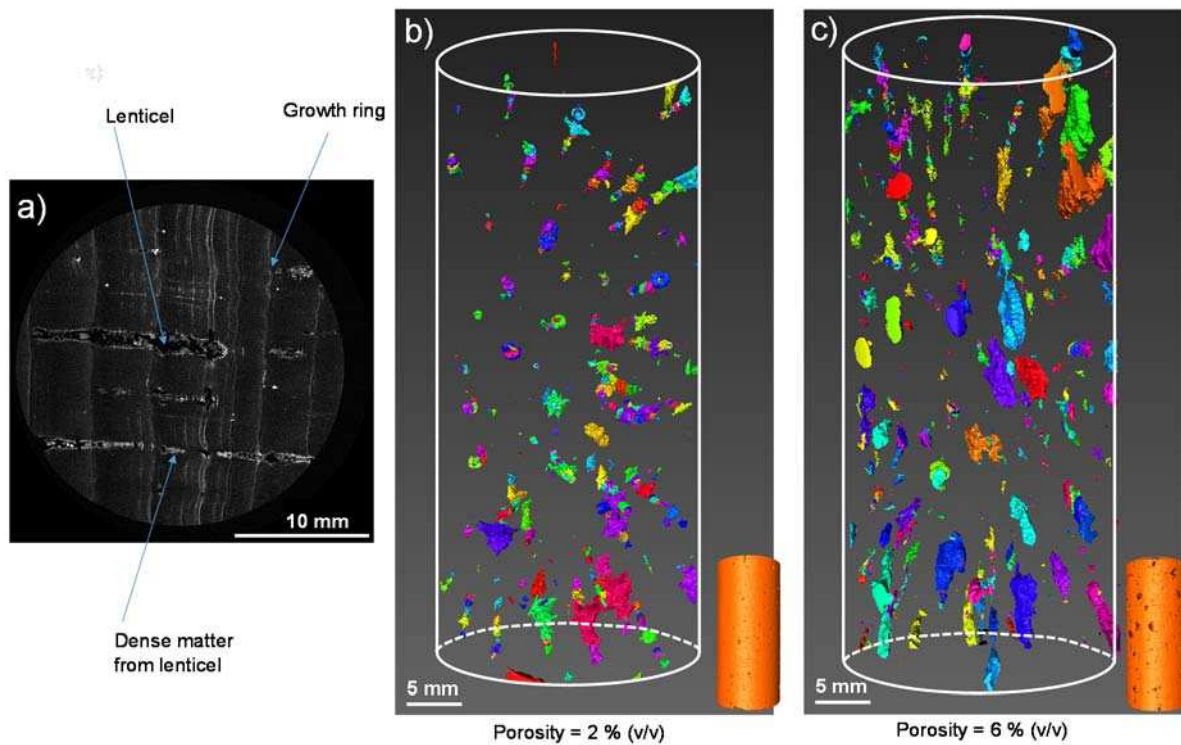 b)
c)
Lenticel
Growth ring
a)
10 mm
Dense matter
from lenticel
5 mm
5 mm
Porosity = 2 % (v/v)
Porosity = 6 % (v/v)